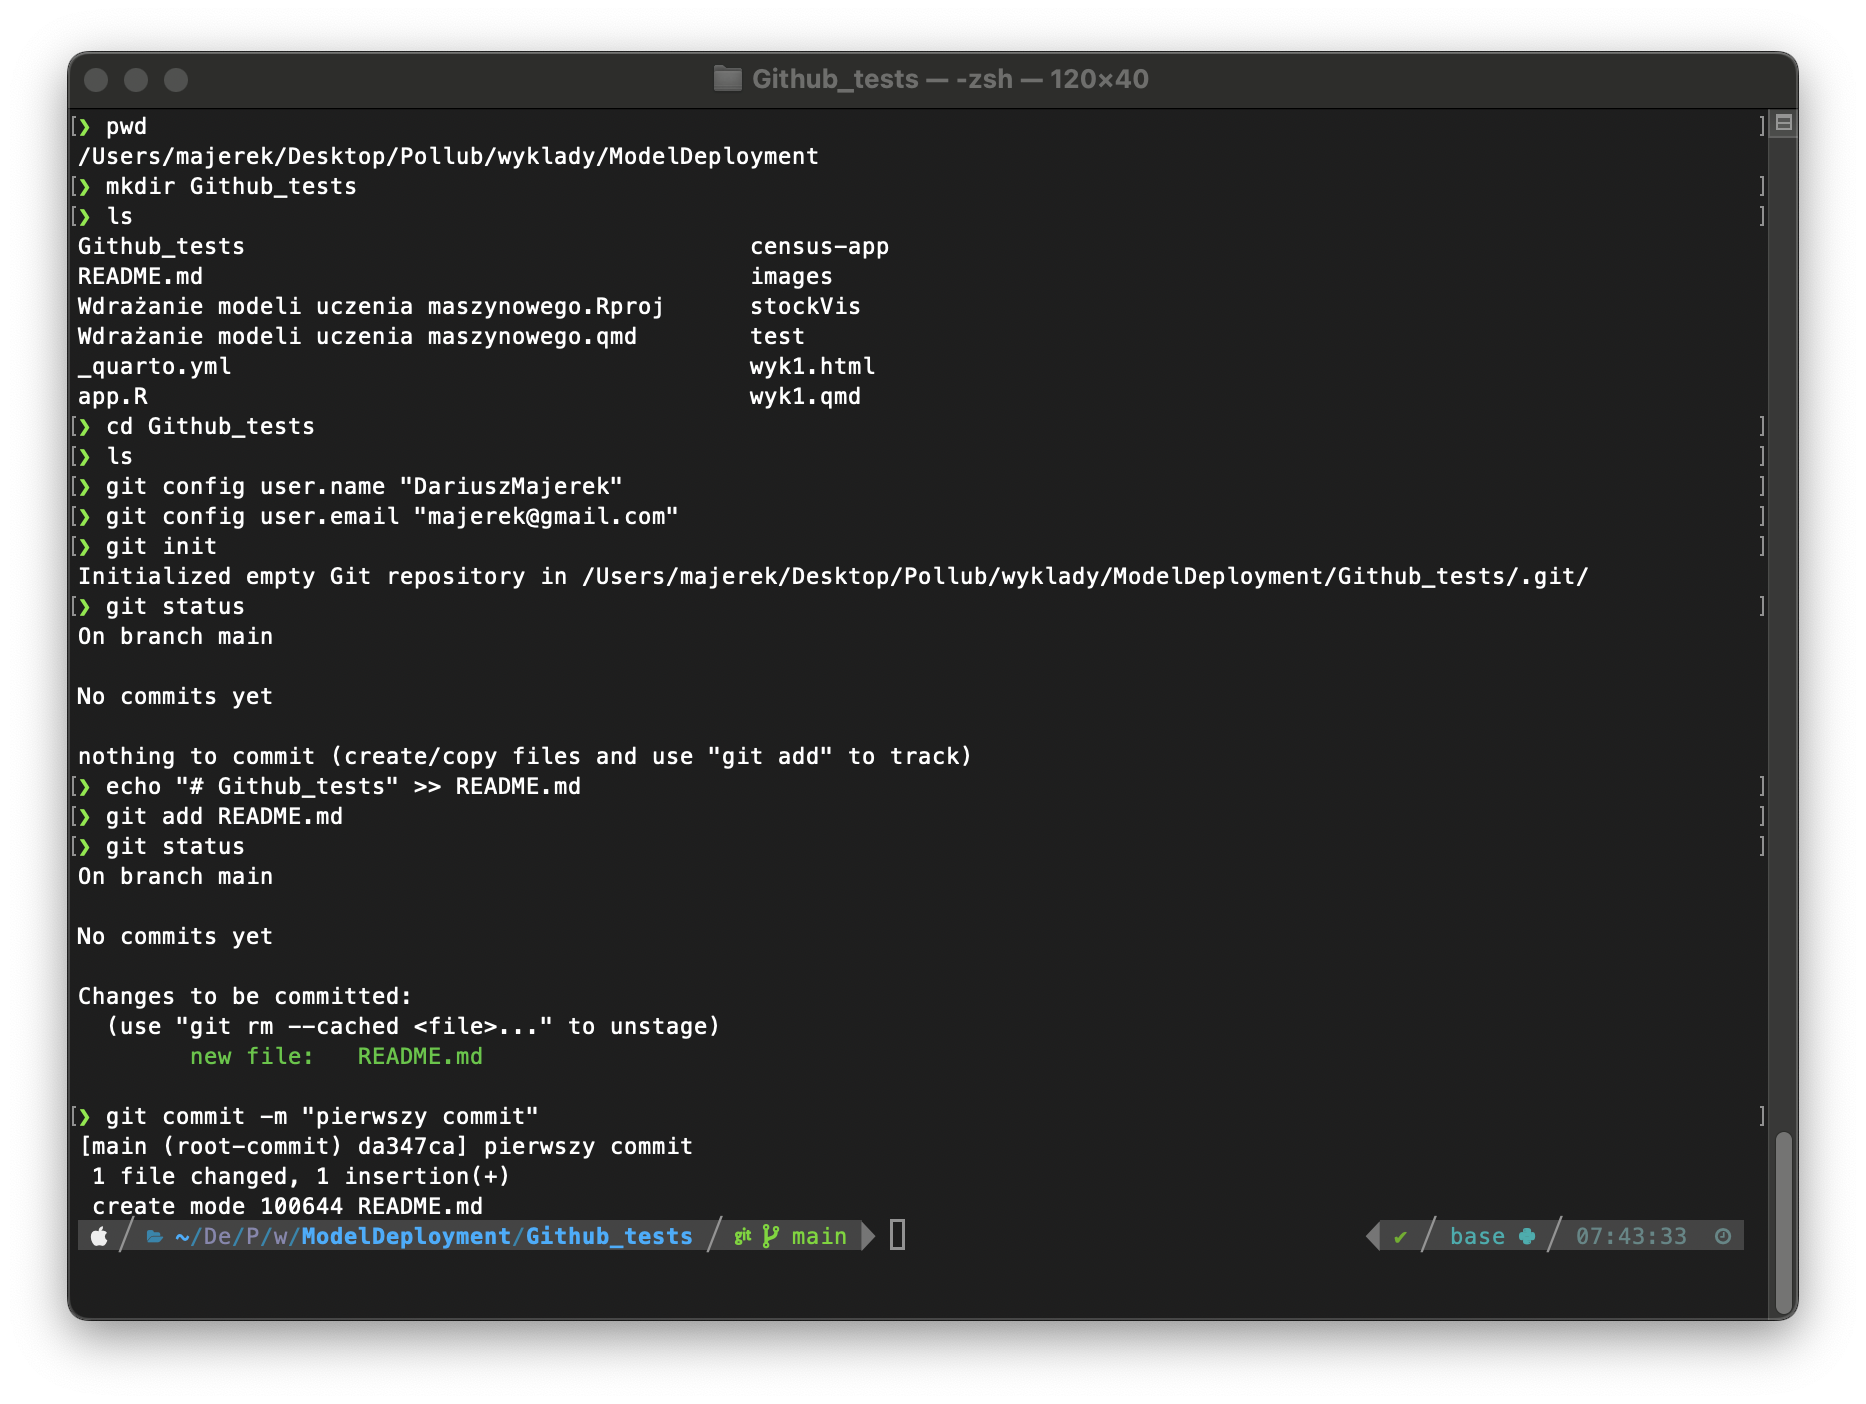 Github_tests — -zsh — 120×40
[❯ pwd ]
/Users/majerek/Desktop/Pollub/wyklady/ModelDeployment
[❯ mkdir Github_tests ]
[❯ ls ]
Github_tests census-app
README.md images
Wdrażanie modeli uczenia maszynowego.Rproj stockVis
Wdrażanie modeli uczenia maszynowego.qmd test
_quarto.yml wyk1.html
app.R wyk1.qmd
[❯ cd Github_tests ]
[❯ ls ]
[❯ git config user.name "DariuszMajerek" ]
[❯ git config user.email "majerek@gmail.com" ]
[❯ git init ]
Initialized empty Git repository in /Users/majerek/Desktop/Pollub/wyklady/ModelDeployment/Github_tests/.git/
[❯ git status ]
On branch main
No commits yet
nothing to commit (create/copy files and use "git add" to track)
[❯ echo "# Github_tests" >> README.md ]
[❯ git add README.md ]
[❯ git status ]
On branch main
No commits yet
Changes to be committed:
(use "git rm --cached <file>..." to unstage)
new file: README.md
[❯ git commit -m "pierwszy commit" ]
[main (root-commit) da347ca] pierwszy commit
1 file changed, 1 insertion(+)
create mode 100644 README.md
~/De/P/w/ModelDeployment/Github_tests git main ✔ base 07:43:33